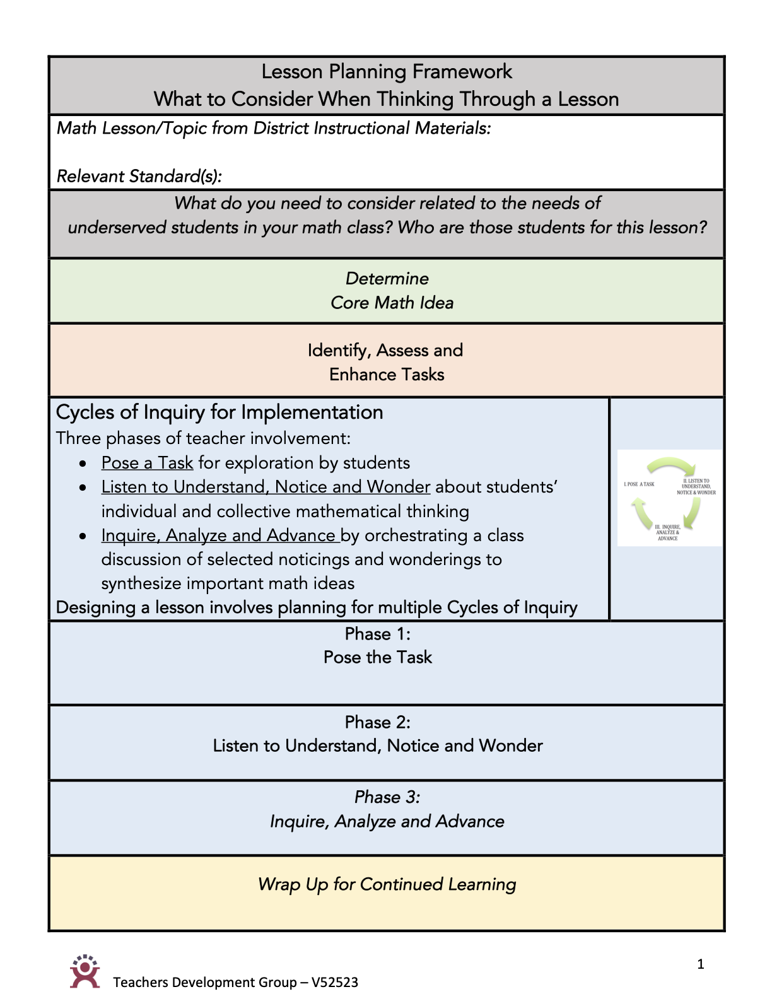 Lesson Planning Framework
What to Consider When Thinking Through a Lesson
Math Lesson/Topic from District Instructional Materials:
Relevant Standard(s):
What do you need to consider related to the needs of
underserved students in your math class? Who are those students for this lesson?
Determine
Core Math Idea
Identify, Assess and
Enhance Tasks
Cycles of Inquiry for Implementation
Three phases of teacher involvement:
• Pose a Task for exploration by students
• Listen to Understand, Notice and Wonder about students’
individual and collective mathematical thinking
• Inquire, Analyze and Advance by orchestrating a class
discussion of selected noticings and wonderings to
synthesize important math ideas
Designing a lesson involves planning for multiple Cycles of Inquiry
I. POSE A TASK
II. LISTEN TO
UNDERSTAND,
NOTICE & WONDER
III. INQUIRE,
ANALYZE &
ADVANCE
Phase 1:
Pose the Task
Phase 2:
Listen to Understand, Notice and Wonder
Phase 3:
Inquire, Analyze and Advance
Wrap Up for Continued Learning
1
Teachers Development Group – V52523